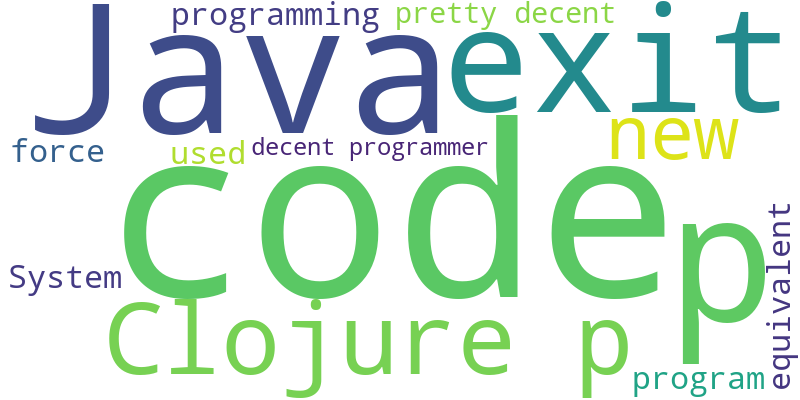 programming
pretty decent
Java
exit
new
force
used
decent programmer
code
p
System
Clojure p
equivalent
program